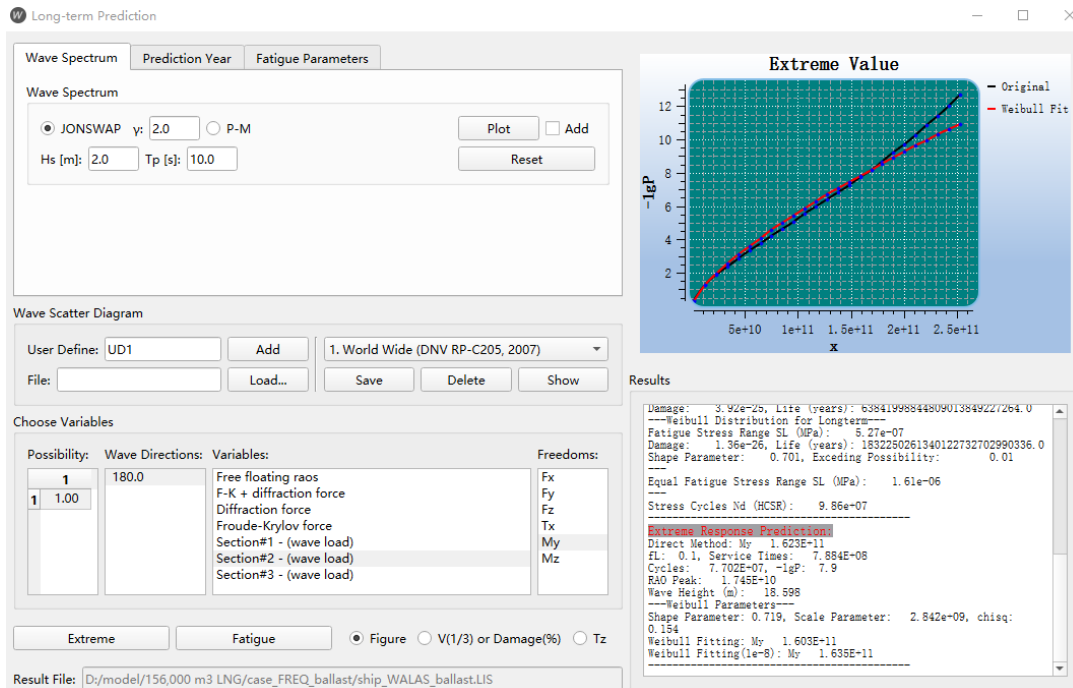 W Long-term Prediction
Wave Spectrum Prediction Year Fatigue Parameters
Wave Spectrum
JONSWAP γ: 2.0 P-M Plot Add
Hs [m]: 2.0 Tp [s]: 10.0 Reset
Extreme Value
Original
Weibull Fit
-lgP
12
10
8
6
4
2
5e+10 1e+11 1.5e+11 2e+11 2.5e+11
x
Wave Scatter Diagram
User Define: UD1 Add 1. World Wide (DNV RP-C205, 2007)
File: Load... Save Delete Show
Choose Variables
Possibility: Wave Directions: Variables: Freedoms:
1 180.0 Free floating raos Fx
1 1.00 F-K + diffraction force Fy
Diffraction force Fz
Froude-Krylov force Tx
Section#1 - (wave load) My
Section#2 - (wave load) Mz
Section#3 - (wave load)
Extreme Fatigue Figure V(1/3) or Damage(%) Tz
Result File: D:/model/156,000 m3 LNG/case_FREQ_ballast/ship_WALAS_ballast.LIS
Results
Damage: 3.92e-25, Life (years): 63841998844809013849227264.0
---Weibull Distribution for Longterm---
Fatigue Stress Range SL (MPa): 5.27e-07
Damage: 1.36e-26, Life (years): 1832250261340122732702990336.0
Shape Parameter: 0.701, Exceding Possibility: 0.01
---
Equal Fatigue Stress Range SL (MPa): 1.61e-06
---
Stress Cycles Nd (HCSR): 9.86e+07
--------------------------------------------
Extreme Response Prediction:
Direct Method: My 1.623E+11
fL: 0.1, Service Times: 7.884E+08
Cycles: 7.702E+07, -lgP: 7.9
RAO Peak: 1.745E+10
Wave Height (m): 18.598
---Weibull Parameters---
Shape Parameter: 0.719, Scale Parameter: 2.842e+09, chisq:
0.154
Weibull Fitting: My 1.603E+11
Weibull Fitting(1e-8): My 1.635E+11
--------------------------------------------